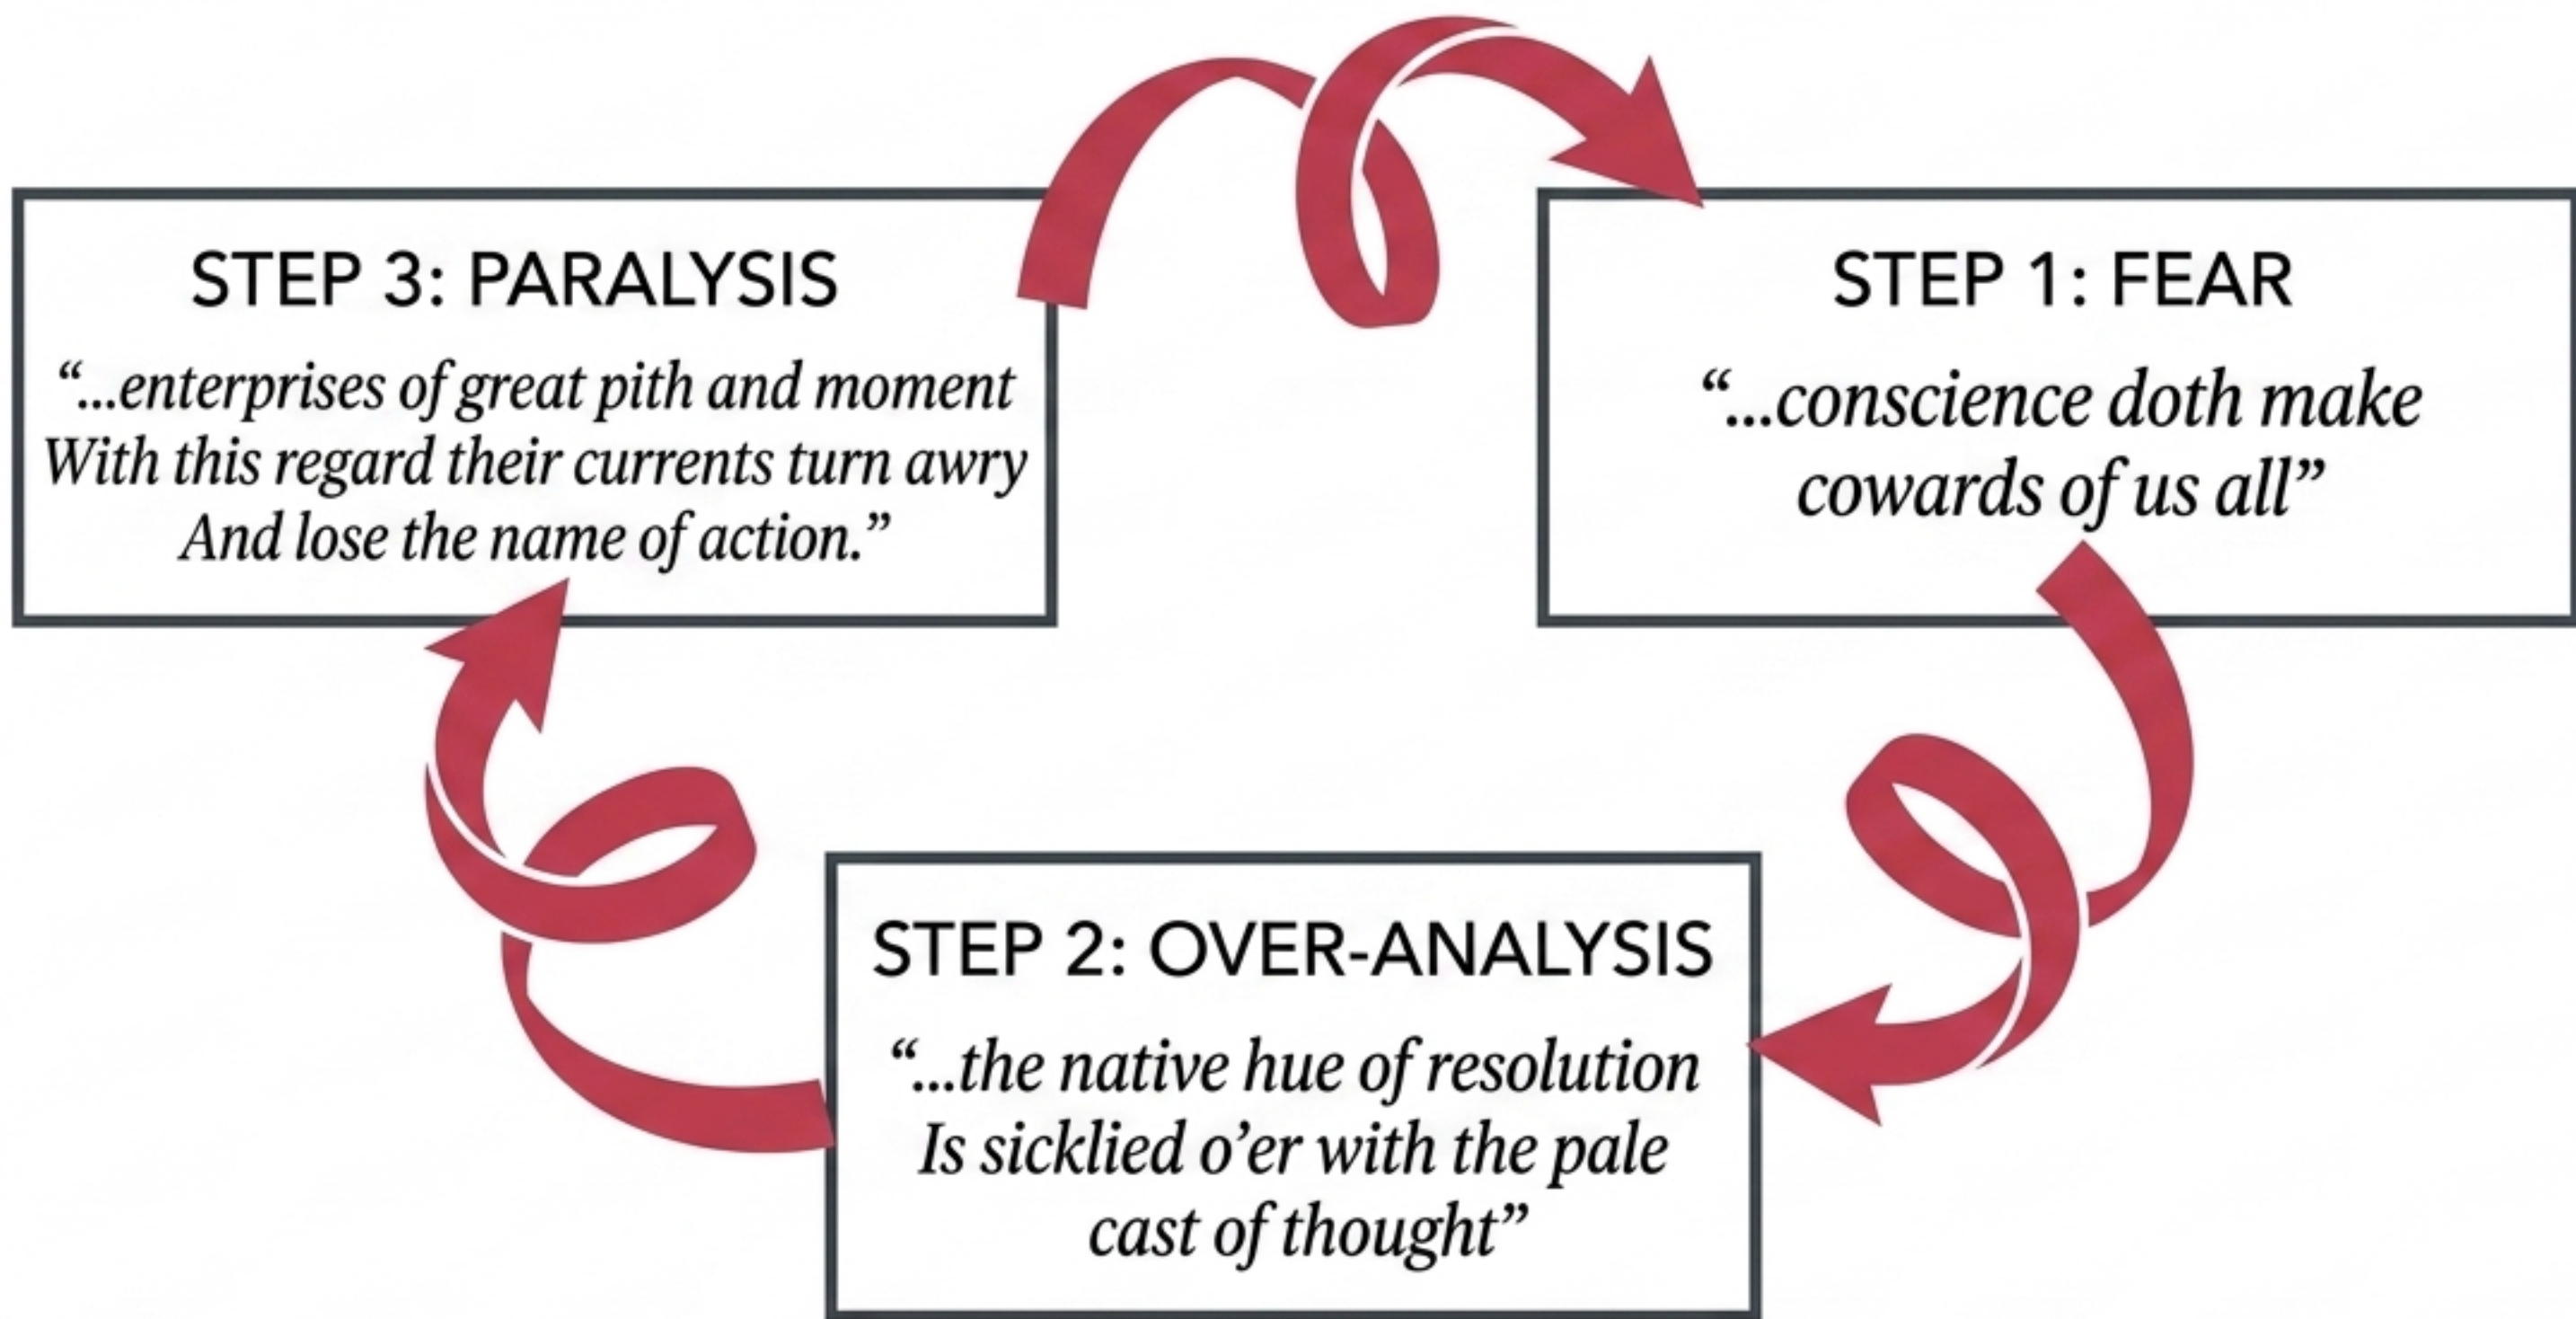 STEP 3: PARALYSIS
“...enterprises of great pith and moment
With this regard their currents turn awry
And lose the name of action.”
STEP 1: FEAR
“...conscience doth make
cowards of us all”
STEP 2: OVER-ANALYSIS
“...the native hue of resolution
Is sicklied o’er with the pale
cast of thought”